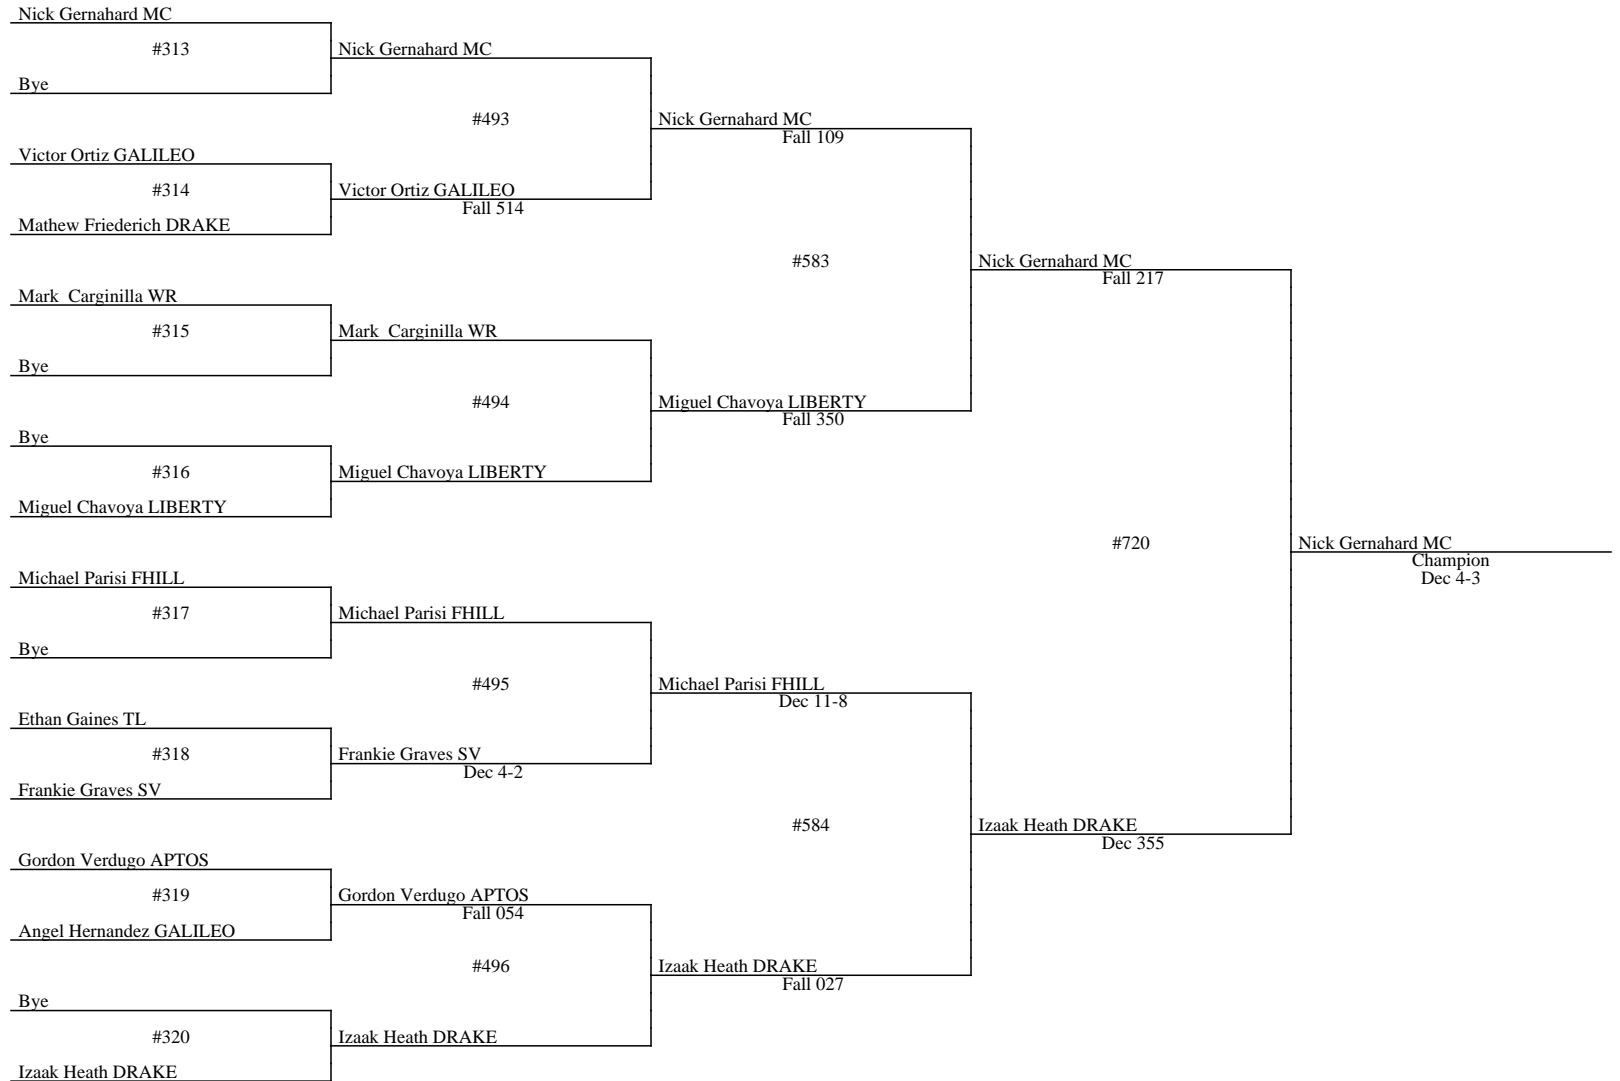 Nick Gernahard MC
#313
Bye
Nick Gernahard MC
#493
Victor Ortiz GALILEO
#314
Mathew Friederich DRAKE
Victor Ortiz GALILEO
Fall 514
Nick Gernahard MC
Fall 109
#583
Mark  Carginilla WR
#315
Bye
Mark  Carginilla WR
#494
Bye
#316
Miguel Chavoya LIBERTY
Miguel Chavoya LIBERTY
Miguel Chavoya LIBERTY
Fall 350
Nick Gernahard MC
Fall 217
#720
Michael Parisi FHILL
#317
Bye
Michael Parisi FHILL
#495
Ethan Gaines TL
#318
Frankie Graves SV
Frankie Graves SV
Dec 4-2
Michael Parisi FHILL
Dec 11-8
#584
Gordon Verdugo APTOS
#319
Angel Hernandez GALILEO
Gordon Verdugo APTOS
Fall 054
#496
Bye
#320
Izaak Heath DRAKE
Izaak Heath DRAKE
Izaak Heath DRAKE
Fall 027
Izaak Heath DRAKE
Dec 355
Nick Gernahard MC
Champion
Dec 4-3